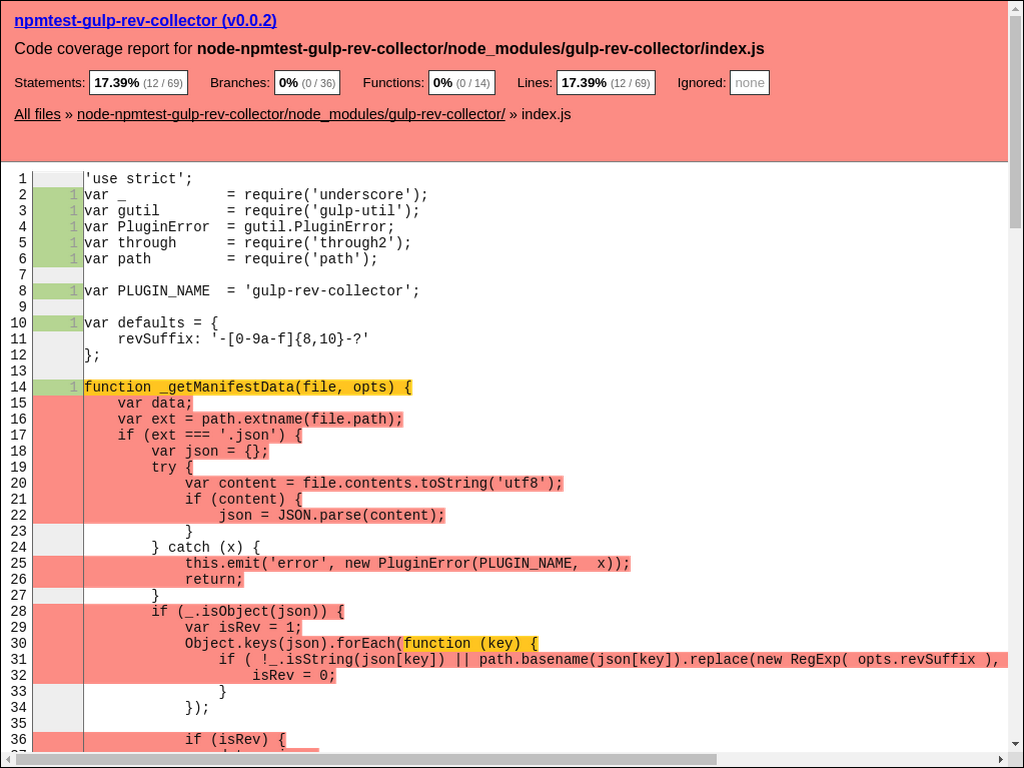 npmtest-gulp-rev-collector (v0.0.2)
Code coverage report for node-npmtest-gulp-rev-collector/node_modules/gulp-rev-collector/index.js
Statements: 17.39% (12 / 69) Branches: 0% (0 / 36) Functions: 0% (0 / 14) Lines: 17.39% (12 / 69) Ignored: none
All files » node-npmtest-gulp-rev-collector/node_modules/gulp-rev-collector/ » index.js
1 'use strict';
2 1 var _            = require('underscore');
3 1 var gutil        = require('gulp-util');
4 1 var PluginError  = gutil.PluginError;
5 1 var through      = require('through2');
6 1 var path         = require('path');
7
8 1 var PLUGIN_NAME  = 'gulp-rev-collector';
9
10 1 var defaults = {
11     revSuffix: '-[0-9a-f]{8,10}-?'
12 };
13
14 1 function _getManifestData(file, opts) {
15     var data;
16     var ext = path.extname(file.path);
17     if (ext === '.json') {
18         var json = {};
19         try {
20             var content = file.contents.toString('utf8');
21             if (content) {
22                 json = JSON.parse(content);
23             }
24         } catch (x) {
25             this.emit('error', new PluginError(PLUGIN_NAME,  x));
26             return;
27         }
28         if (_.isObject(json)) {
29             var isRev = 1;
30             Object.keys(json).forEach(function (key) {
31                 if ( !_.isString(json[key]) || path.basename(json[key]).replace(new RegExp( opts.revSuffix ),
32                     isRev = 0;
33                 }
34             });
35
36             if (isRev) {